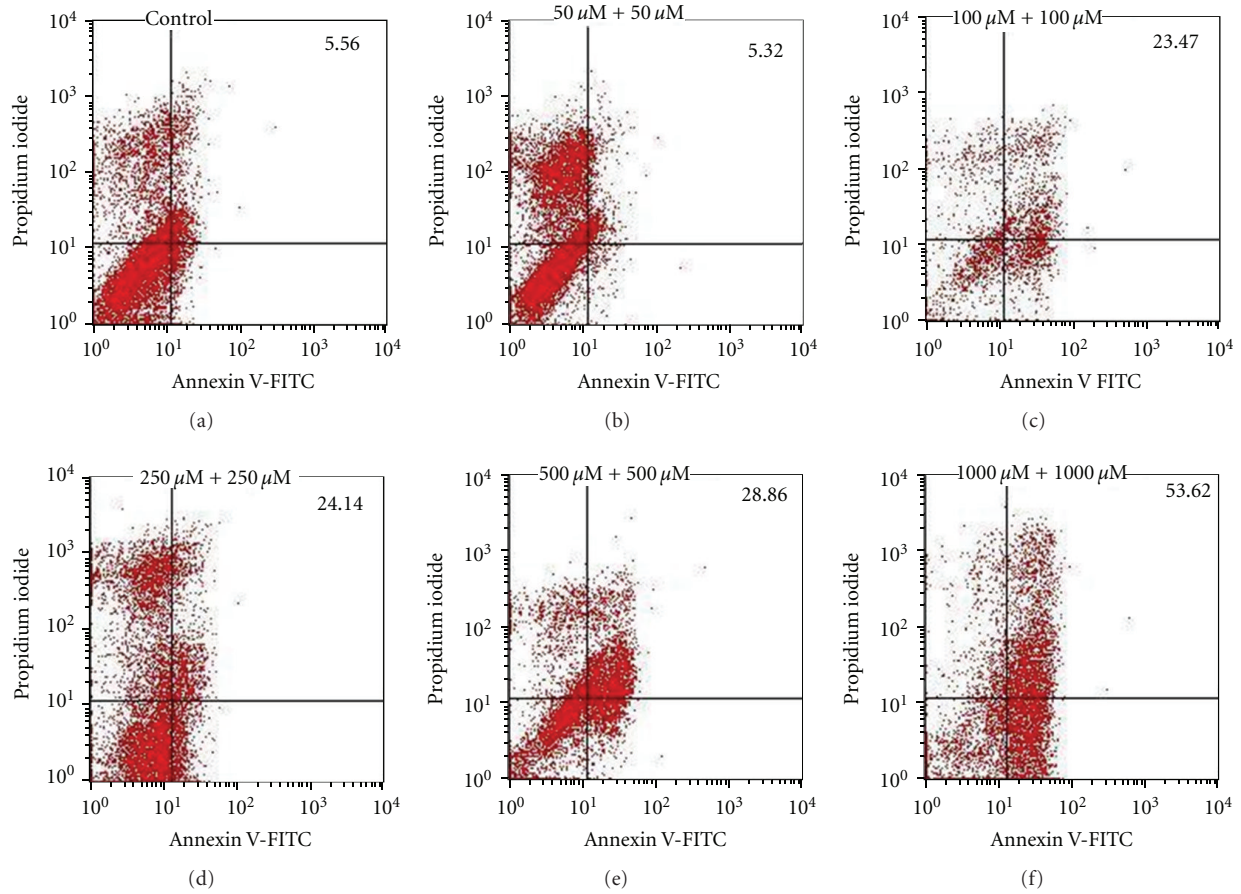 Control
5.56
10⁴
10³
10²
10¹
10⁰
Propidium iodide
10⁰ 10¹ 10² 10³ 10⁴
Annexin V-FITC
(a)
50 µM + 50 µM
5.32
10⁴
10³
10²
10¹
10⁰
Propidium iodide
10⁰ 10¹ 10² 10³ 10⁴
Annexin V-FITC
(b)
100 µM + 100 µM
23.47
10⁴
10³
10²
10¹
10⁰
Propidium iodide
10⁰ 10¹ 10² 10³ 10⁴
Annexin V FITC
(c)
250 µM + 250 µM
24.14
10⁴
10³
10²
10¹
10⁰
Propidium iodide
10⁰ 10¹ 10² 10³ 10⁴
Annexin V-FITC
(d)
500 µM + 500 µM
28.86
10⁴
10³
10²
10¹
10⁰
Propidium iodide
10⁰ 10¹ 10² 10³ 10⁴
Annexin V-FITC
(e)
1000 µM + 1000 µM
53.62
10⁴
10³
10²
10¹
10⁰
Propidium iodide
10⁰ 10¹ 10² 10³ 10⁴
Annexin V-FITC
(f)